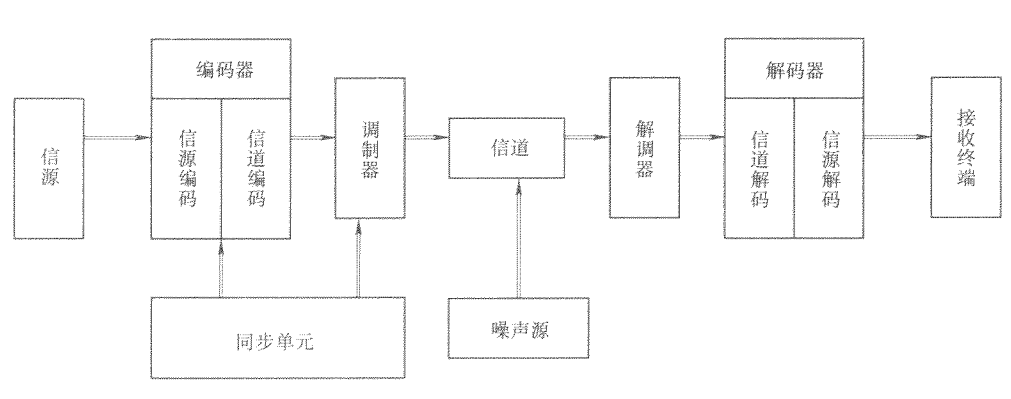 编码器
解码器
信源
信源编码
信道编码
调制器
信道
解调器
信道解码
信源解码
接收终端
同步单元
噪声源